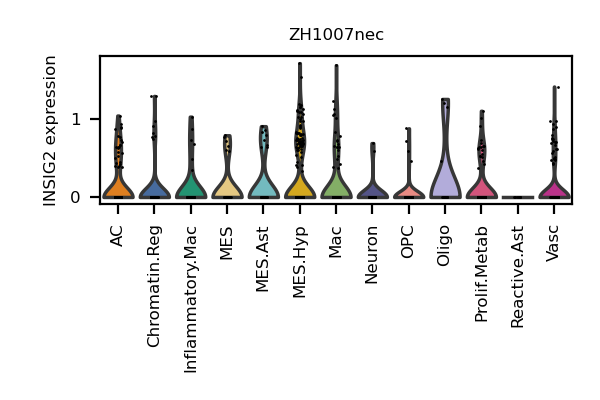 ZH1007nec
INSIG2 expression
1
0
AC
Chromatin.Reg
Inflammatory.Mac
MES
MES.Ast
MES.Hyp
Mac
Neuron
OPC
Oligo
Prolif.Metab
Reactive.Ast
Vasc